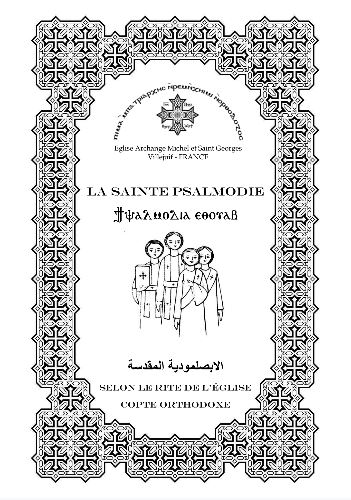 Eglise Archange Michel et Saint Georges
Villejuif - FRANCE
LA SAINTE PSALMODIE
Ϯⲯⲁⲗⲙⲟⲇⲓⲁ ⲉⲑⲟⲩⲁⲃ
الابصلمودية المقدسة
SELON LE RITE DE L'ÉGLISE
COPTE ORTHODOXE